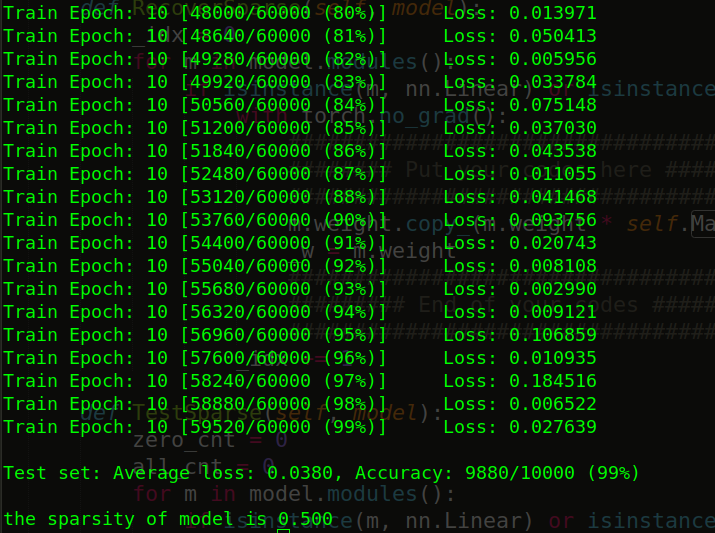 Train Epoch: 10 [48000/60000 (80%)]	Loss: 0.013971
Train Epoch: 10 [48640/60000 (81%)]	Loss: 0.050413
Train Epoch: 10 [49280/60000 (82%)]	Loss: 0.005956
Train Epoch: 10 [49920/60000 (83%)]	Loss: 0.033784
Train Epoch: 10 [50560/60000 (84%)]	Loss: 0.075148
Train Epoch: 10 [51200/60000 (85%)]	Loss: 0.037030
Train Epoch: 10 [51840/60000 (86%)]	Loss: 0.043538
Train Epoch: 10 [52480/60000 (87%)]	Loss: 0.011055
Train Epoch: 10 [53120/60000 (88%)]	Loss: 0.041468
Train Epoch: 10 [53760/60000 (90%)]	Loss: 0.093756
Train Epoch: 10 [54400/60000 (91%)]	Loss: 0.020743
Train Epoch: 10 [55040/60000 (92%)]	Loss: 0.008108
Train Epoch: 10 [55680/60000 (93%)]	Loss: 0.002990
Train Epoch: 10 [56320/60000 (94%)]	Loss: 0.009121
Train Epoch: 10 [56960/60000 (95%)]	Loss: 0.106859
Train Epoch: 10 [57600/60000 (96%)]	Loss: 0.010935
Train Epoch: 10 [58240/60000 (97%)]	Loss: 0.184516
Train Epoch: 10 [58880/60000 (98%)]	Loss: 0.006522
Train Epoch: 10 [59520/60000 (99%)]	Loss: 0.027639
zero_cnt = 0
Test set: Average loss: 0.0380, Accuracy: 9880/10000 (99%)
for m in model.modules():
the sparsity of model is 0.500